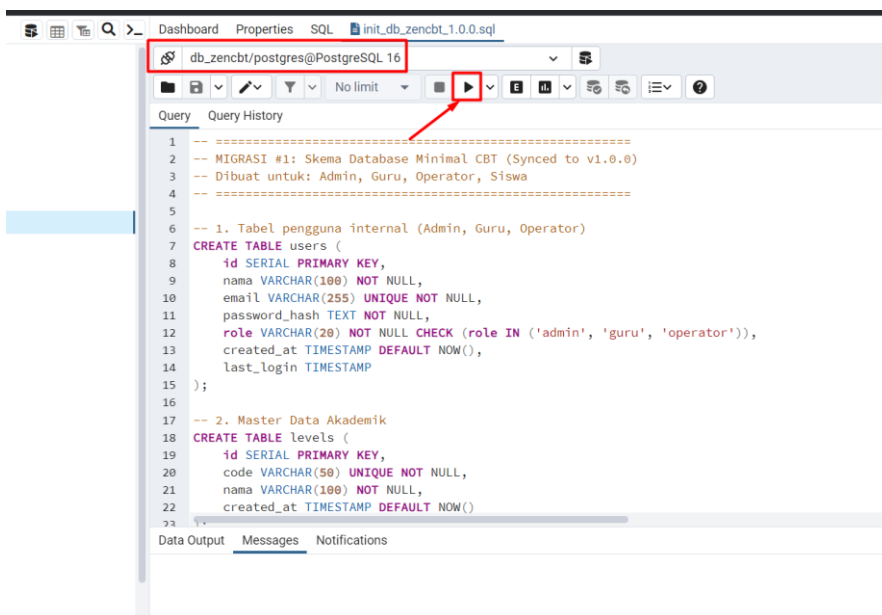 Dashboard Properties SQL init_db_zencbt_1.0.0.sql
db_zencbt/postgres@PostgreSQL 16
No limit
Query Query History
1 -- =====================================================
2 -- MIGRASI #1: Skema Database Minimal CBT (Synced to v1.0.0)
3 -- Dibuat untuk: Admin, Guru, Operator, Siswa
4 -- =====================================================
5
6 -- 1. Tabel pengguna internal (Admin, Guru, Operator)
7 CREATE TABLE users (
8     id SERIAL PRIMARY KEY,
9     nama VARCHAR(100) NOT NULL,
10     email VARCHAR(255) UNIQUE NOT NULL,
11     password_hash TEXT NOT NULL,
12     role VARCHAR(20) NOT NULL CHECK (role IN ('admin', 'guru', 'operator')),
13     created_at TIMESTAMP DEFAULT NOW(),
14     last_login TIMESTAMP
15 );
16
17 -- 2. Master Data Akademik
18 CREATE TABLE levels (
19     id SERIAL PRIMARY KEY,
20     code VARCHAR(50) UNIQUE NOT NULL,
21     nama VARCHAR(100) NOT NULL,
22     created_at TIMESTAMP DEFAULT NOW()
23
Data Output Messages Notifications